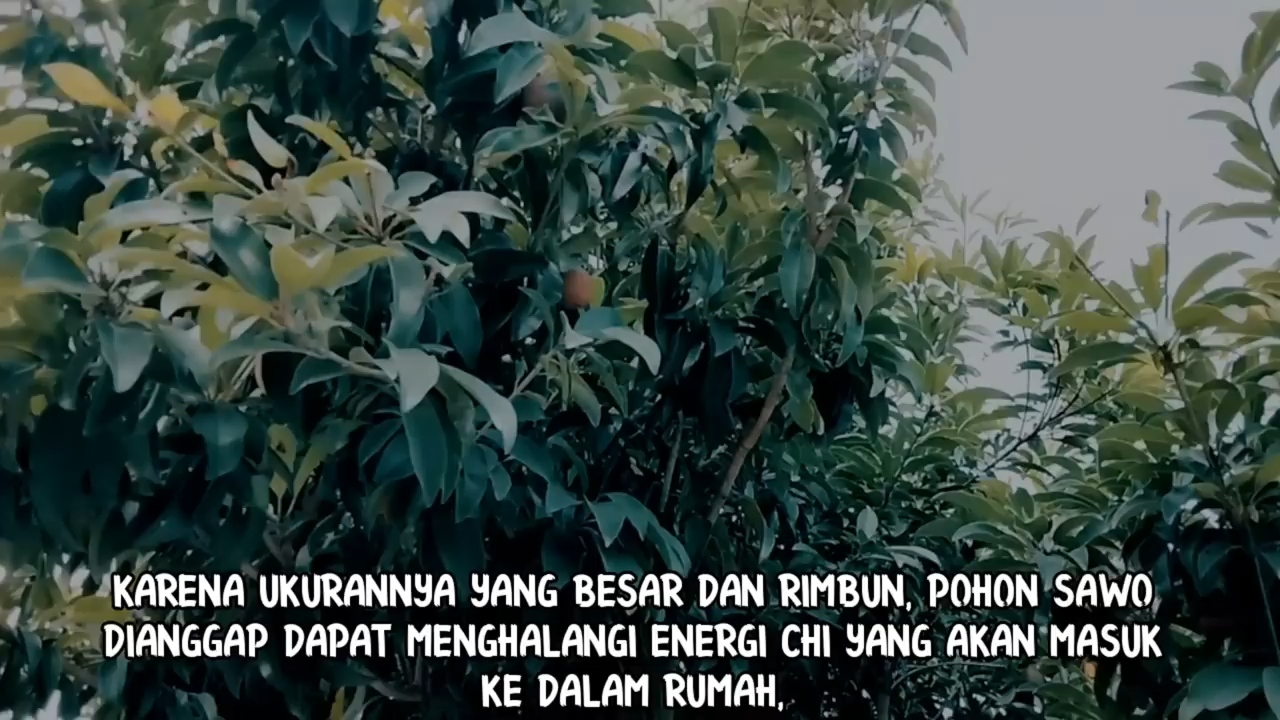 KARENA UKURANNYA YANG BESAR DAN RIMBUN, POHON SAWO
DIANGGAP DAPAT MENGHALANGI ENERGI CHI YANG AKAN MASUK
KE DALAM RUMAH,